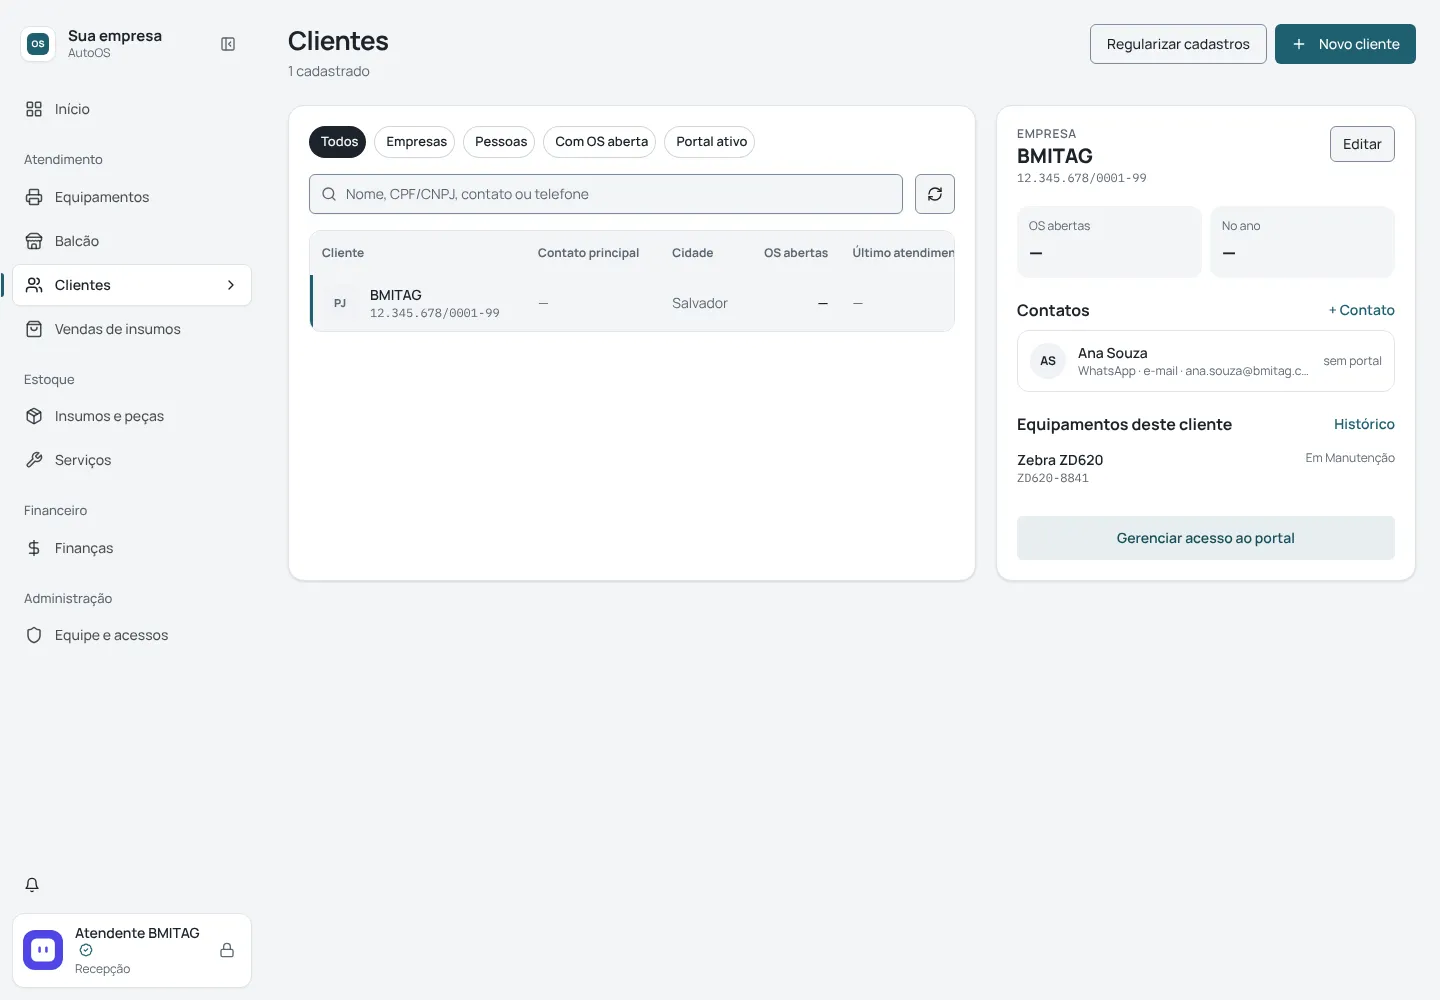 OS
Sua empresa
AutoOS
Início
Atendimento
Equipamentos
Balcão
Clientes
Vendas de insumos
Estoque
Insumos e peças
Serviços
Financeiro
Finanças
Administração
Equipe e acessos
Atendente BMITAG
Recepção
Clientes
1 cadastrado
Regularizar cadastros
+ Novo cliente
Todos
Empresas
Pessoas
Com OS aberta
Portal ativo
Nome, CPF/CNPJ, contato ou telefone
Cliente Contato principal Cidade OS abertas Último atendimen
PJ
BMITAG
12.345.678/0001-99
— Salvador — —
EMPRESA
BMITAG
12.345.678/0001-99
Editar
OS abertas
—
No ano
—
Contatos
+ Contato
AS
Ana Souza
WhatsApp · e-mail · ana.souza@bmitag.c...
sem portal
Equipamentos deste cliente
Histórico
Zebra ZD620
ZD620-8841
Em Manutenção
Gerenciar acesso ao portal